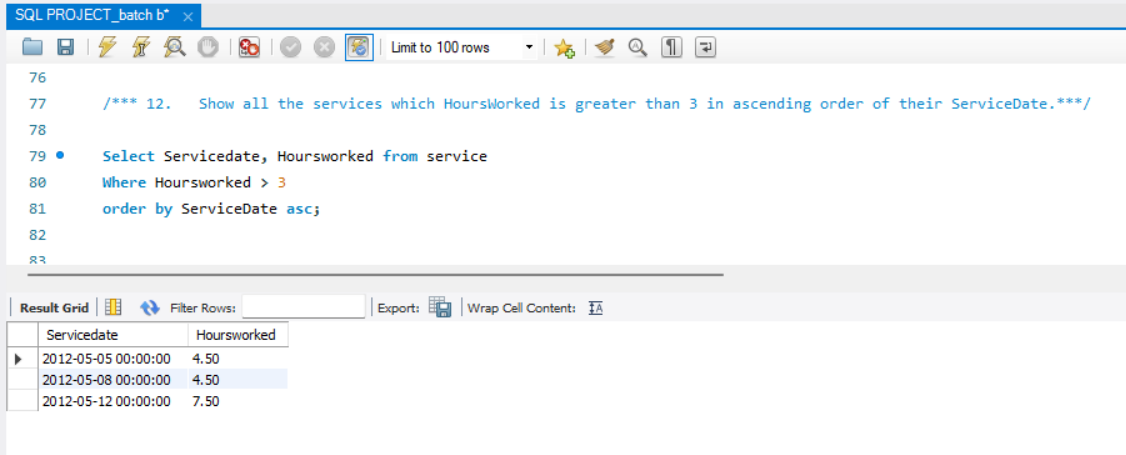 SQL PROJECT_batch b*
Limit to 100 rows
76
77 /*** 12. Show all the services which HoursWorked is greater than 3 in ascending order of their ServiceDate.***/
78
79 Select Servicedate, Hoursworked from service
80 Where Hoursworked > 3
81 order by ServiceDate asc;
82
83
Result Grid Filter Rows: Export: Wrap Cell Content: IA
Servicedate Hoursworked
2012-05-05 00:00:00 4.50
2012-05-08 00:00:00 4.50
2012-05-12 00:00:00 7.50